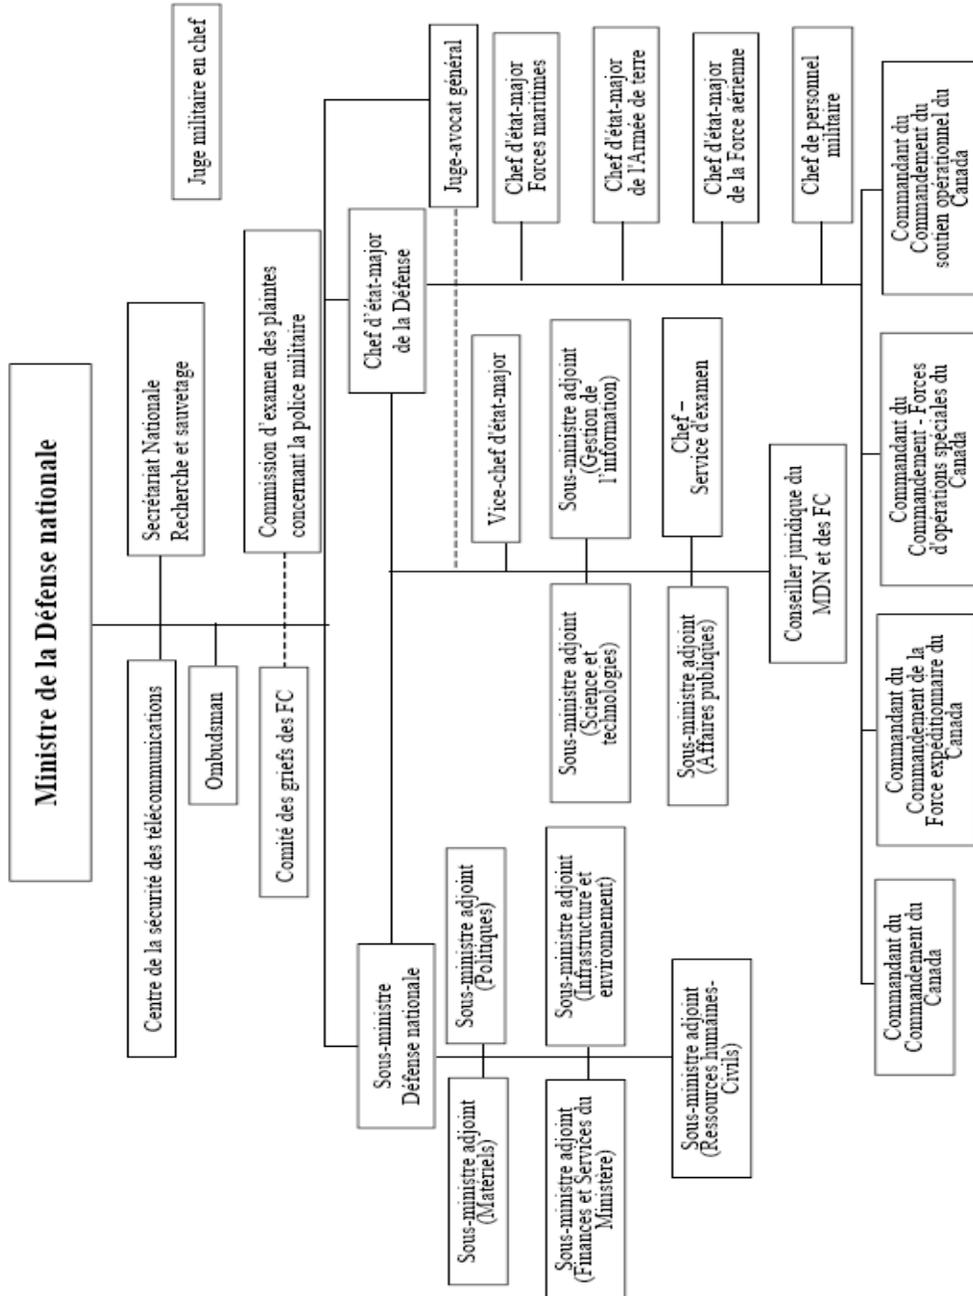 Ministre de la Défense nationale
Centre de la sécurité des télécommunications
Secrétariat Nationale
Recherche et sauvetage
Juge militaire en chef
Ombudsman
Comité des griefs des FC
Commission d'examen des plaintes
concernant la police militaire
Sous-ministre
Défense nationale
Chef d'état-major
de la Défense
Juge-avocat général
Sous-ministre adjoint
(Matériels)
Sous-ministre adjoint
(Politiques)
Vice-chef d'état-major
Chef d'état-major
Forces maritimes
Sous-ministre adjoint
(Finances et Services du
Ministère)
Sous-ministre adjoint
(Infrastructure et
environnement)
Sous-ministre adjoint
(Science et
technologies)
Sous-ministre adjoint
(Gestion de
l'information)
Chef d'état-major
de l'Armée de terre
Sous-ministre adjoint
(Ressources humaines-
Civils)
Sous-ministre adjoint
(Affaires publiques)
Chef –
Service d'examen
Chef d'état-major
de la Force aérienne
Conseiller juridique du
MDN et des FC
Chef de personnel
militaire
Commandant du
Commandement du
Canada
Commandant du
Commandement de la
Force expéditionnaire du
Canada
Commandant du
Commandement - Forces
d'opérations spéciales du
Canada
Commandant du
Commandement du
soutien opérationnel du
Canada